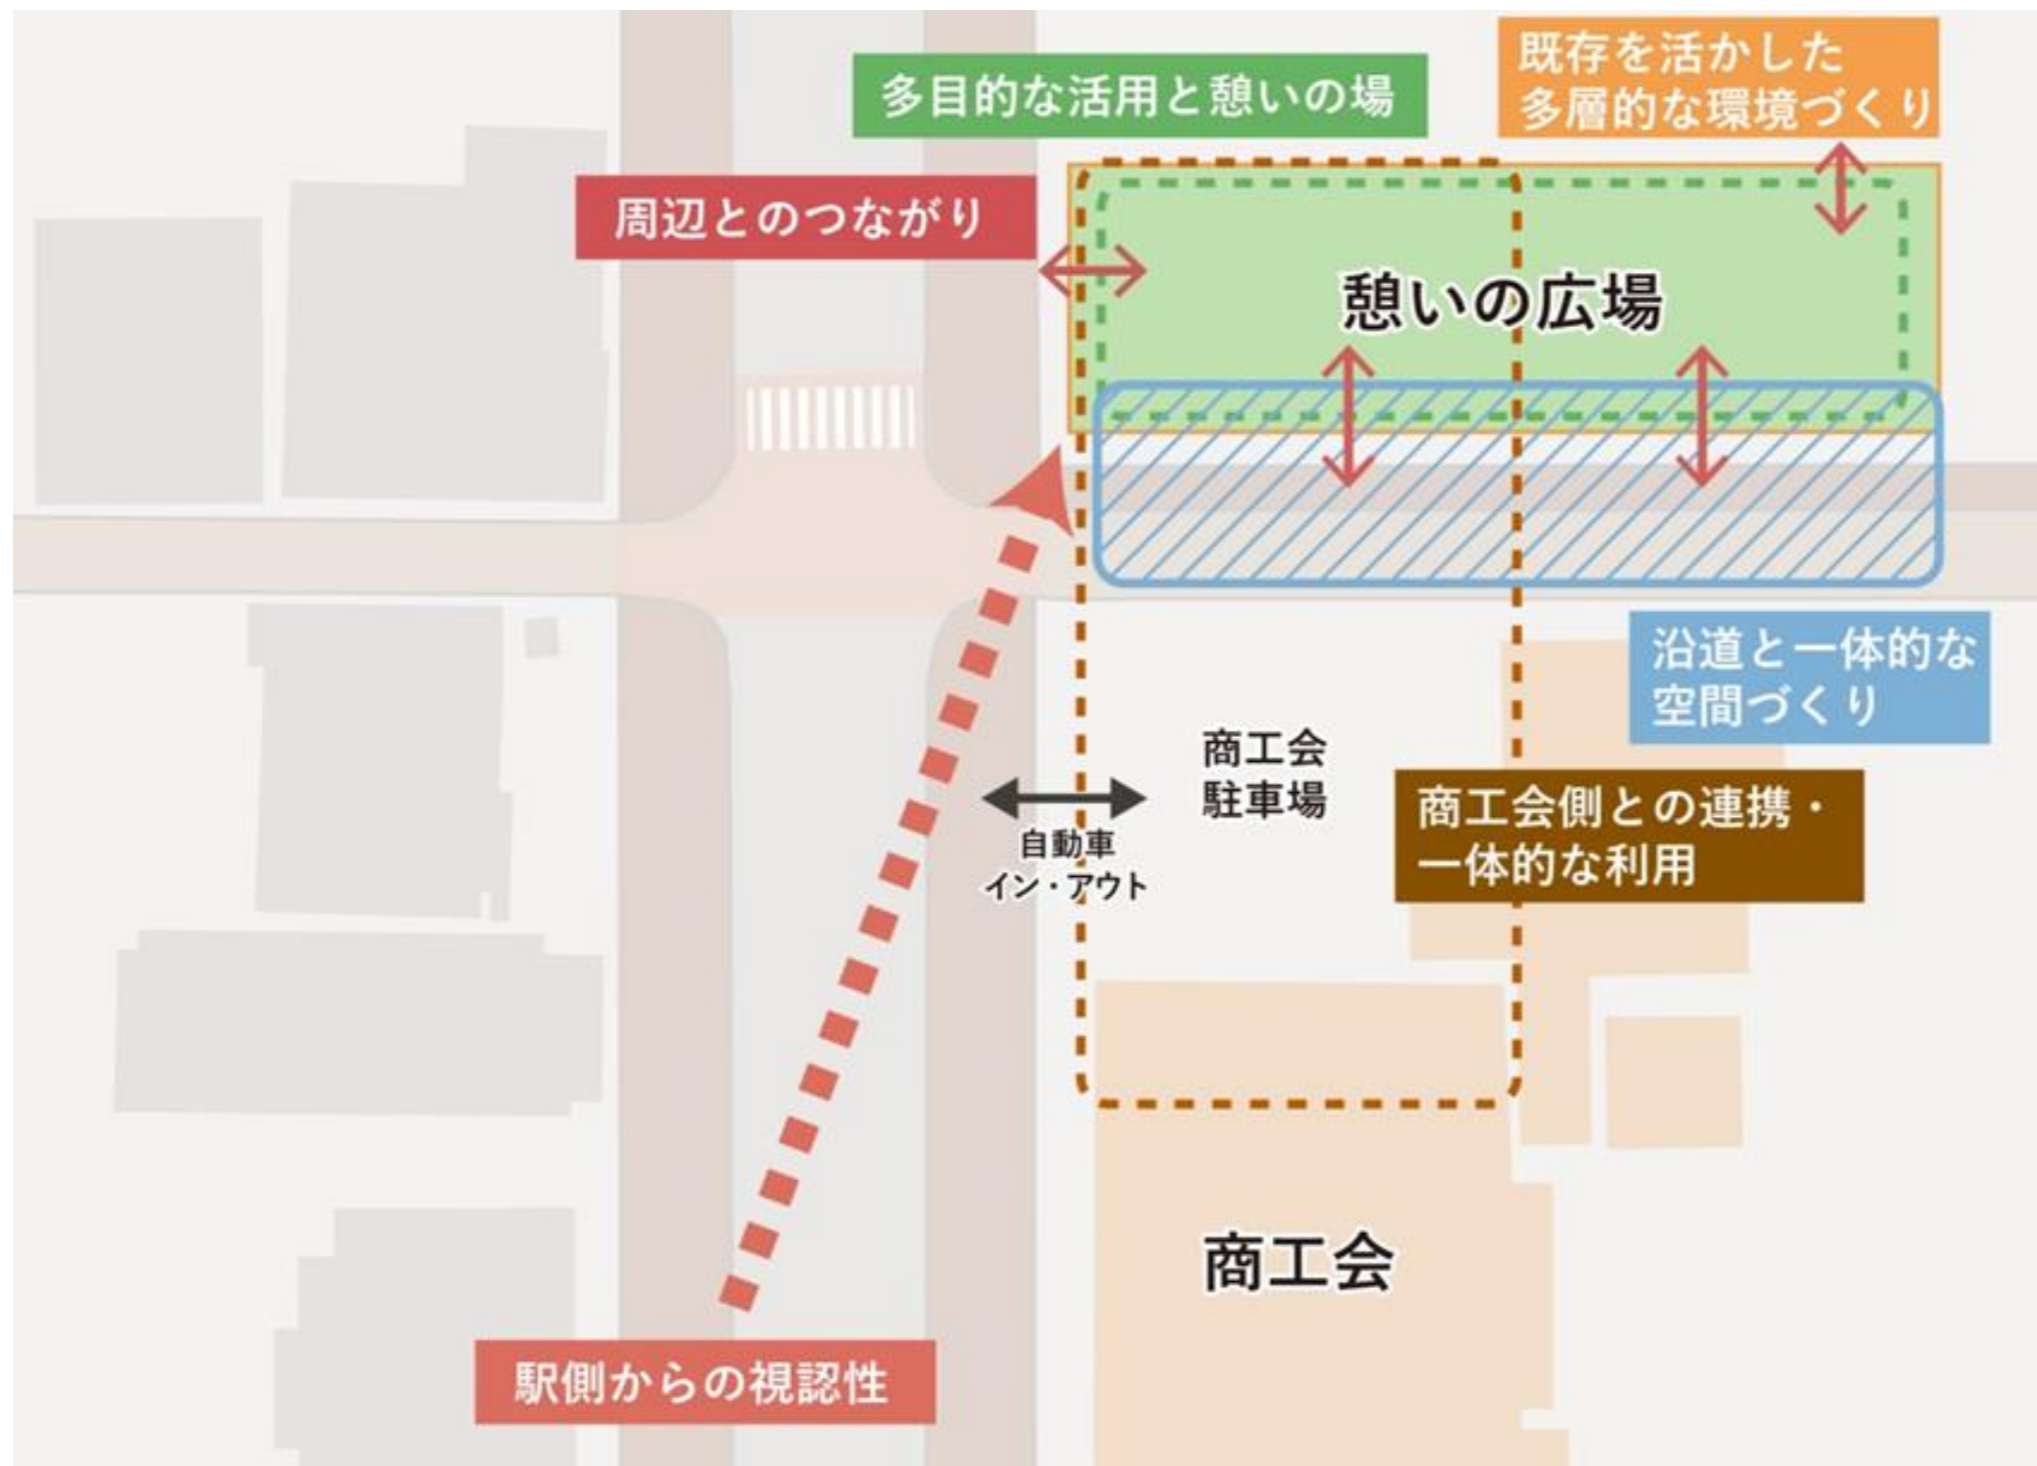 既存を活かした
多層的な環境づくり
多目的な活用と憩いの場
周辺とのつながり
憩いの広場
沿道と一体的な
空間づくり
商工会
駐車場
商工会側との連携・
一体的な利用
自動車
イン・アウト
商工会
駅側からの視認性